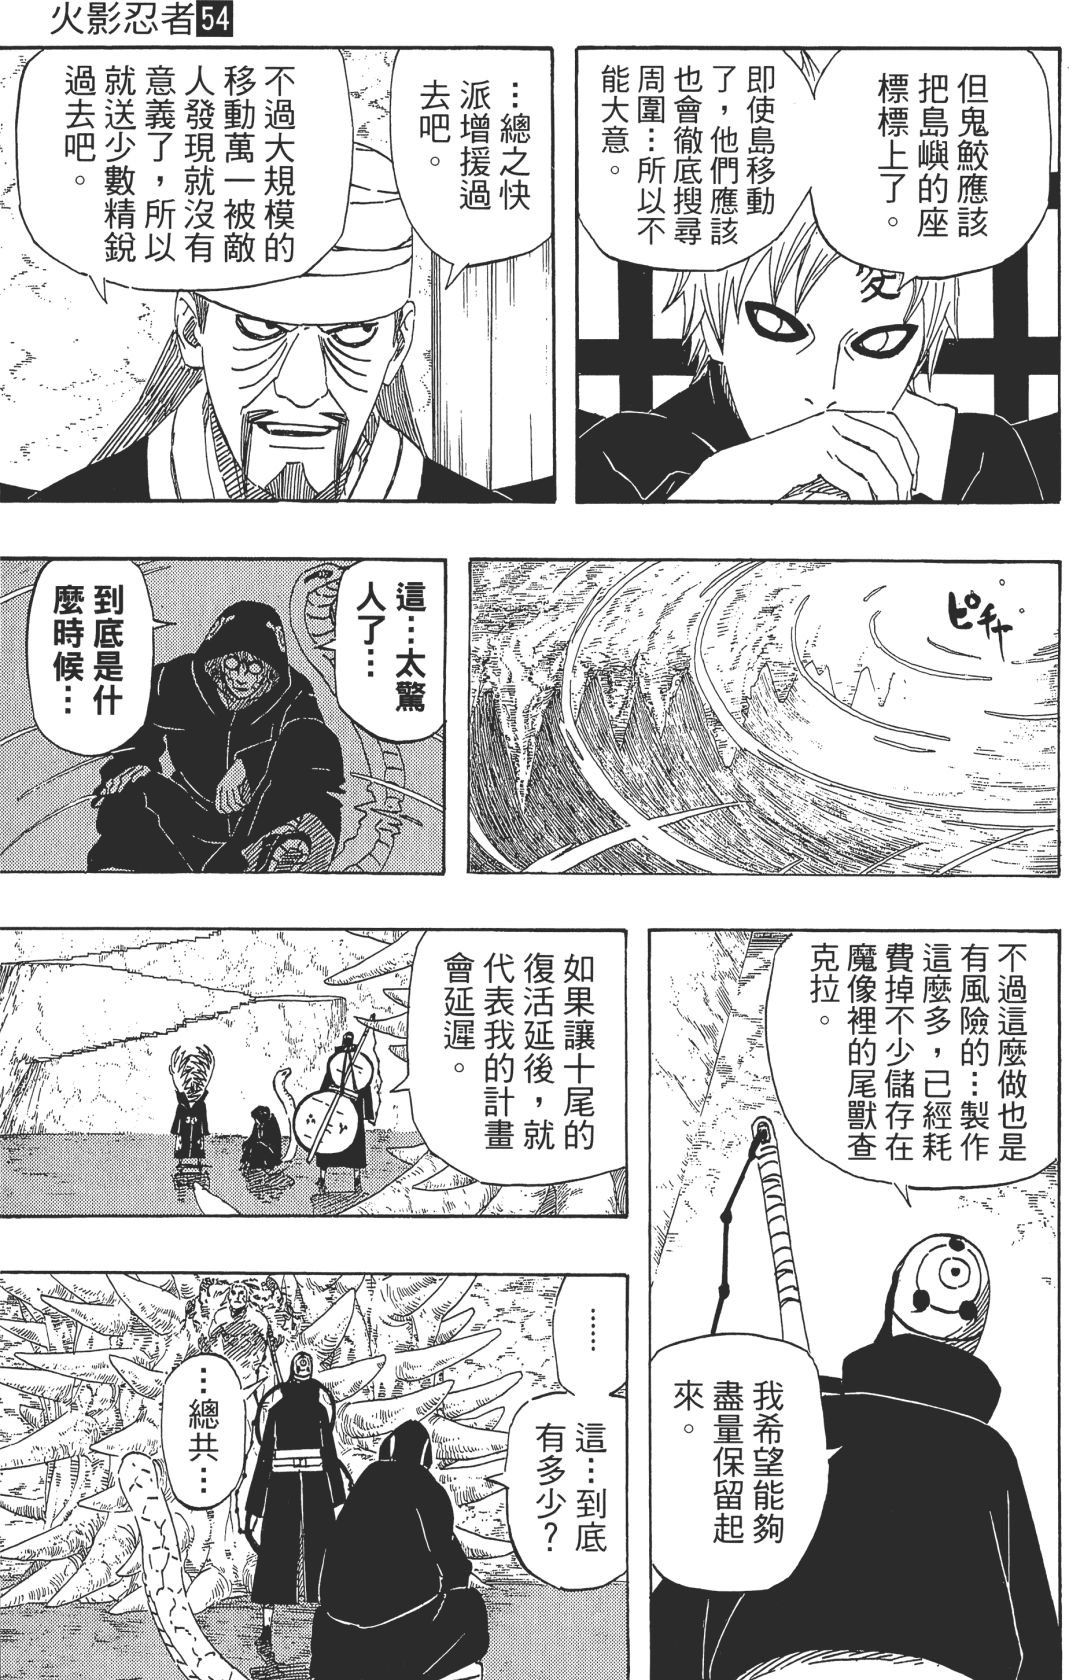 火影忍者54
但鬼鮫應該
把島嶼的座
標標上了。
即使島移動
了，他們應該
也會徹底搜尋
周圍…所以不
能大意。
愛
…總之快
派增援過
去吧。
不過大規模的
移動萬一被敵
人發現就沒有
意義了，所以
就送少數精銳
過去吧。
ピチャ
這…太驚
人了…
到底是什
麼時候…
不過這麼做也是
有風險的…製作
這麼多，已經耗
費掉不少儲存在
魔像裡的尾獸查
克拉。
我希望能夠
盡量保留起
來。
如果讓十尾的
復活延後，就
代表我的計畫
會延遲。
……
這…到底
有多少？
…總共…